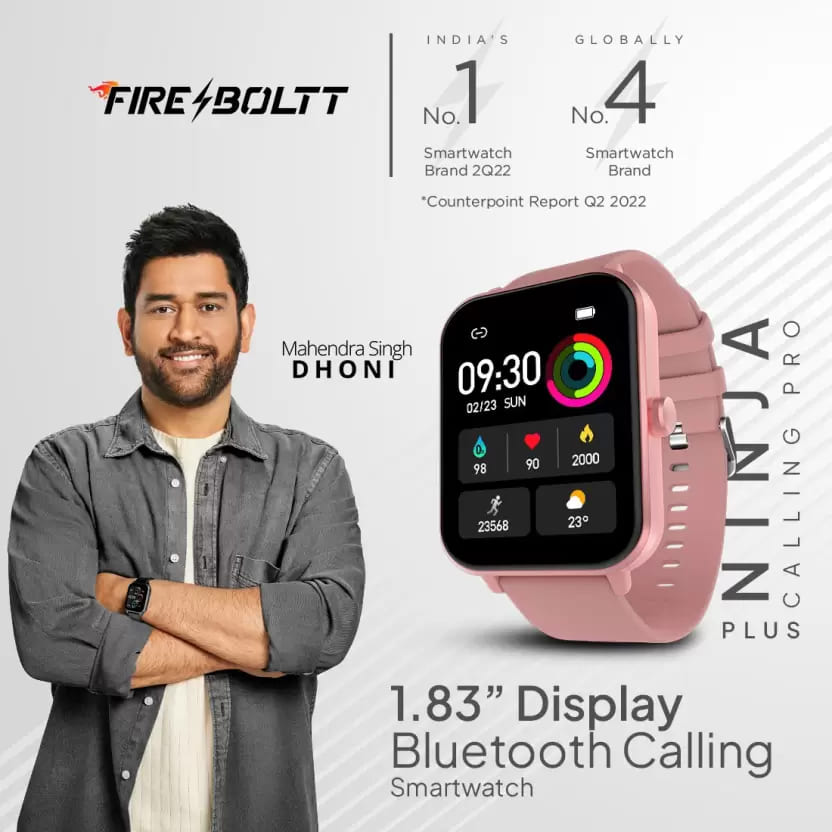 FIRE BOLTT
INDIA'S
No.1
Smartwatch
Brand 2Q22
GLOBALLY
No.4
Smartwatch
Brand
*Counterpoint Report Q2 2022
Mahendra Singh
DHONI
09:30
02/23 SUN
98
90
2000
23568
23°
NINJA
CALLING PRO
PLUS
1.83” Display
Bluetooth Calling
Smartwatch